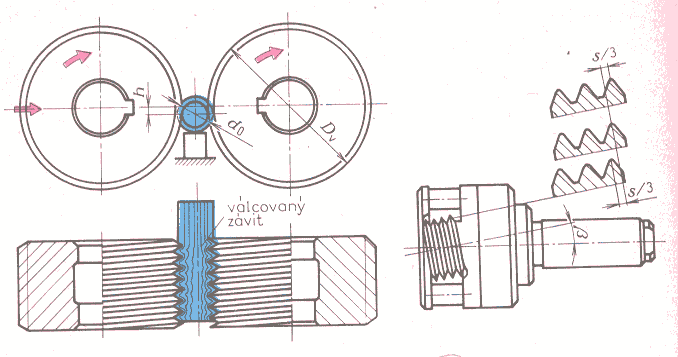 h
d0
Dv
válcovaný
závit
s/3
s/3
β